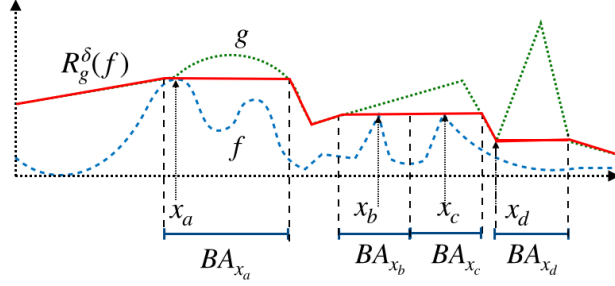 g
R_g^δ(f)
f
x_a x_b x_c x_d
BA_{x_a} BA_{x_b} BA_{x_c} BA_{x_d}